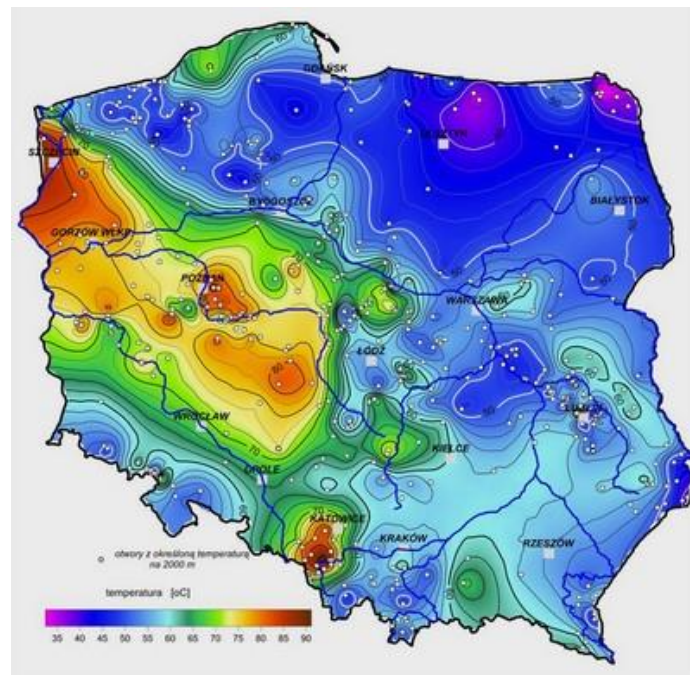 GDAŃSK
OLSZTYN
SZCZECIN
BYDGOSZCZ
BIAŁYSTOK
GORZÓW WLKP.
POZNAŃ
WARSZAWA
ŁÓDŹ
LUBLIN
WROCŁAW
KIELCE
OPOLE
70
KATOWICE
KRAKÓW
RZESZÓW
otwory z określoną temperaturą
na 2000 m
temperatura [oC]
35 40 45 50 55 60 65 70 75 80 85 90